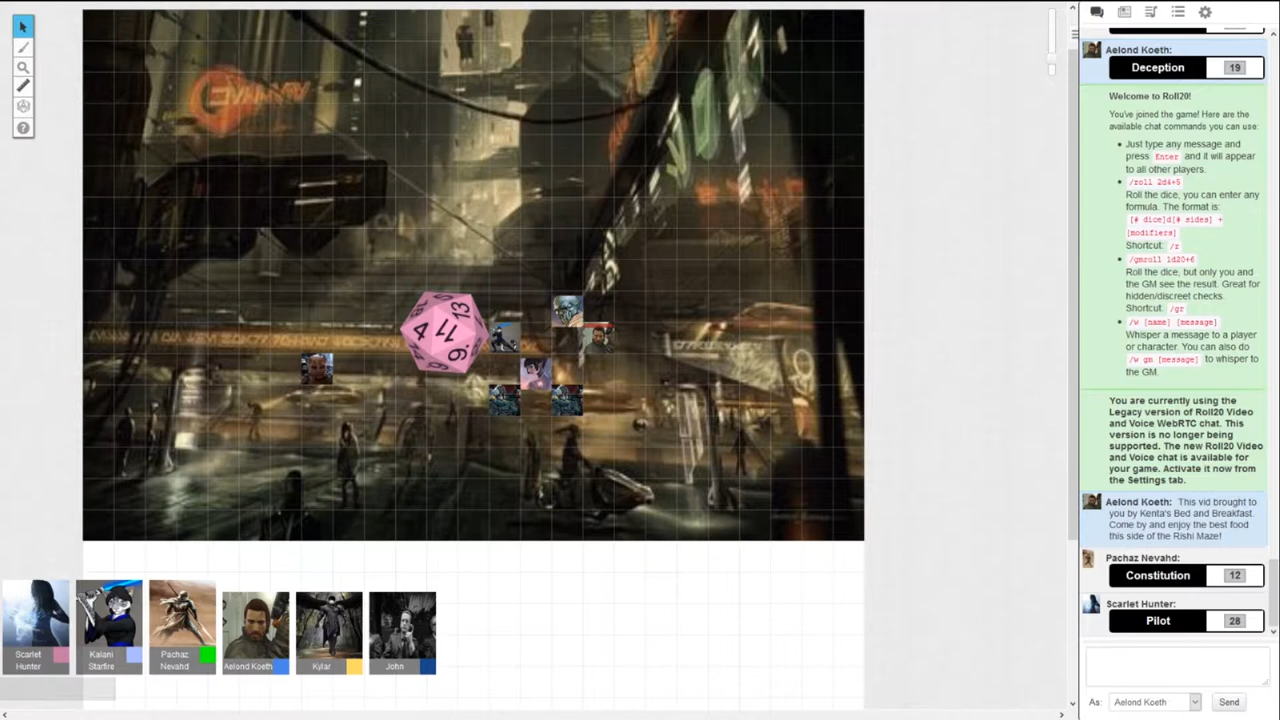 Aelond Koeth:
Deception 19
Welcome to Roll20!
You've joined the game! Here are the
available chat commands you can use:
Just type any message and
press Enter and it will appear
to all other players.
/roll 2d4+5
Roll the dice, you can enter any
formula. The format is:
[# dice]d[# sides] +
[modifiers]
Shortcut: /r
/gmroll 1d20+6
Roll the dice, but only you and
the GM see the result. Great for
hidden/discreet checks.
Shortcut: /gr
/w [name] [message]
Whisper a message to a player
or character. You can also do
/w gm [message] to whisper to
the GM.
You are currently using the
Legacy version of Roll20 Video
and Voice WebRTC chat. This
version is no longer being
supported. The new Roll20 Video
and Voice chat is available for
your game. Activate it now from
the Settings tab.
Aelond Koeth: This vid brought to
you by Kenta's Bed and Breakfast.
Come by and enjoy the best food
this side of the Rishi Maze!
Pachaz Nevahd:
Constitution 12
Scarlet Hunter:
Pilot 28
As: Aelond Koeth Send
13
4 11
Scarlet
Hunter
Kalani
Starfire
Pachaz
Nevahd
Aelond Koeth
Kylar
John